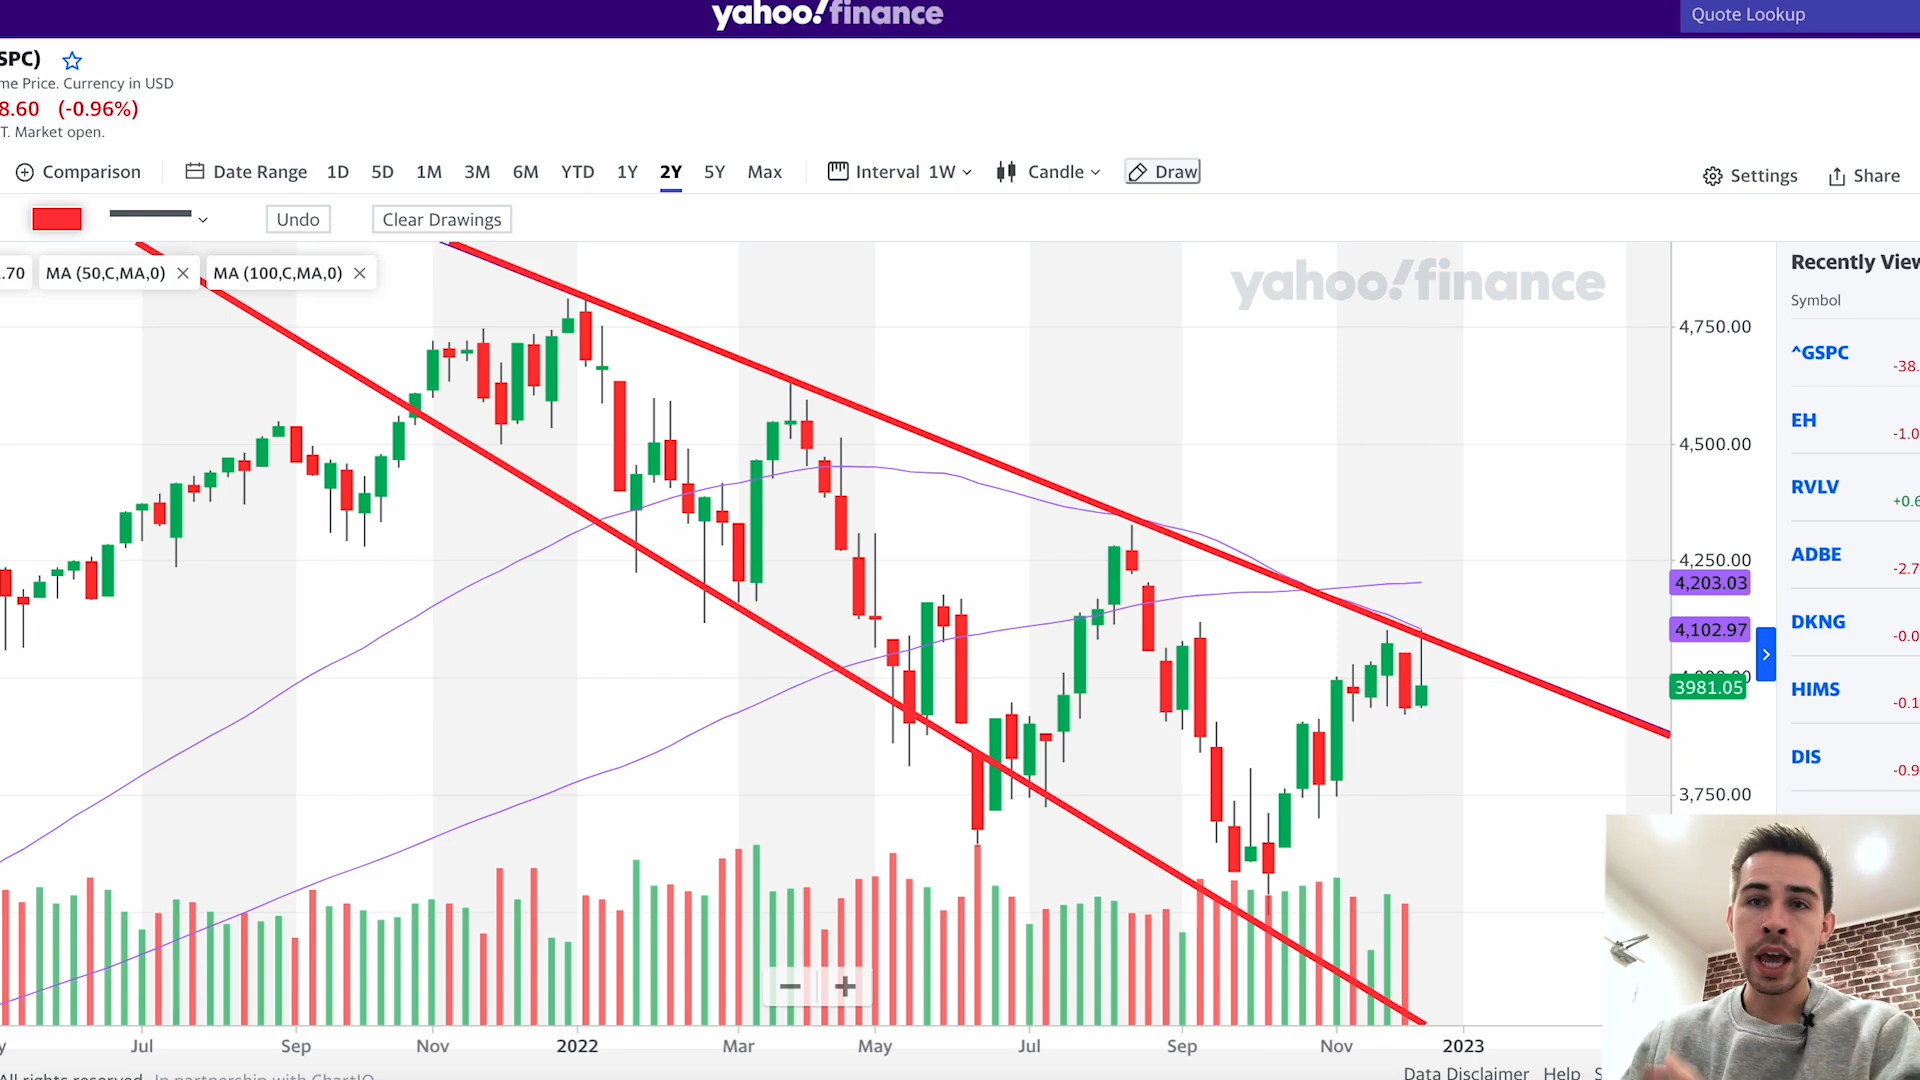 yahoo!finance
Quote Lookup
SPC)
me Price. Currency in USD
8.60 (-0.96%)
T. Market open.
Comparison
Date Range 1D 5D 1M 3M 6M YTD 1Y 2Y 5Y Max
Interval 1W
Candle
Draw
Settings
Share
Undo
Clear Drawings
.70
MA (50,C,MA,0)
MA (100,C,MA,0)
yahoo!finance
4,750.00
4,500.00
4,250.00
4,203.03
4,102.97
3981.05
3,750.00
Recently View
Symbol
^GSPC
-38.
EH
-1.0
RVLV
+0.6
ADBE
-2.7
DKNG
-0.0
HIMS
-0.1
DIS
-0.9
Jul Sep Nov 2022 Mar May Jul Sep Nov 2023
All rights reserved. In partnership with ChartIQ
Data Disclaimer Help S